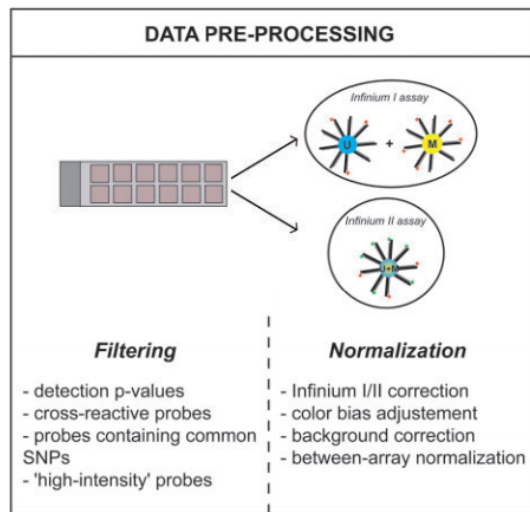 DATA PRE-PROCESSING
Infinium I assay
U
+
M
Infinium II assay
U+M
Filtering
- detection p-values
- cross-reactive probes
- probes containing common
SNPs
- 'high-intensity' probes
Normalization
- Infinium I/II correction
- color bias adjustement
- background correction
- between-array normalization